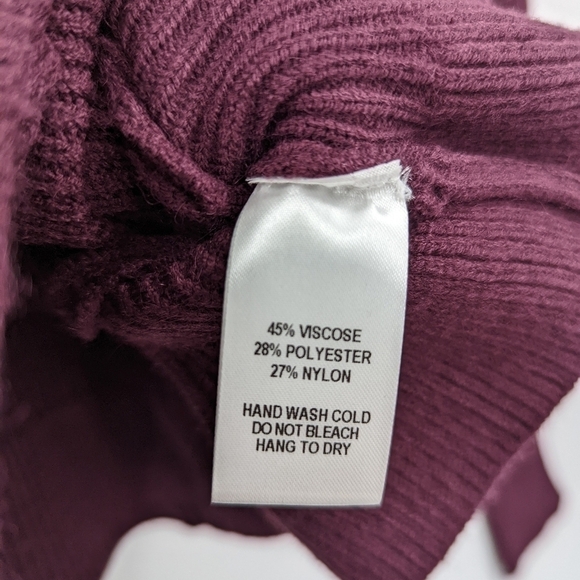 45% VISCOSE
28% POLYESTER
27% NYLON
HAND WASH COLD
DO NOT BLEACH
HANG TO DRY